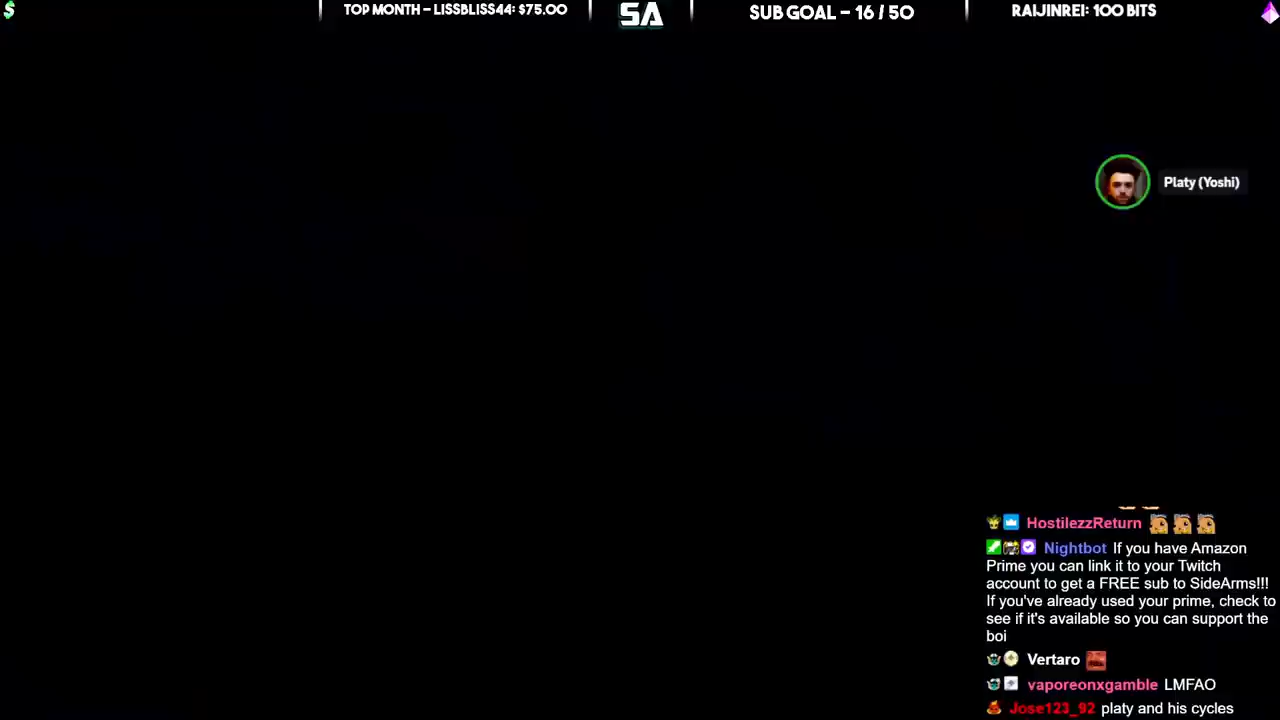 $
TOP MONTH – LISSBLISS44: $75.00
SA
SUB GOAL – 16 / 50
RAIJINREI: 100 BITS
Platy (Yoshi)
HostilezzReturn
Nightbot If you have Amazon
Prime you can link it to your Twitch
account to get a FREE sub to SideArms!!!
If you've already used your prime, check to
see if it's available so you can support the
boi
Vertaro
vaporeonxgamble LMFAO
Jose123_92 platy and his cycles